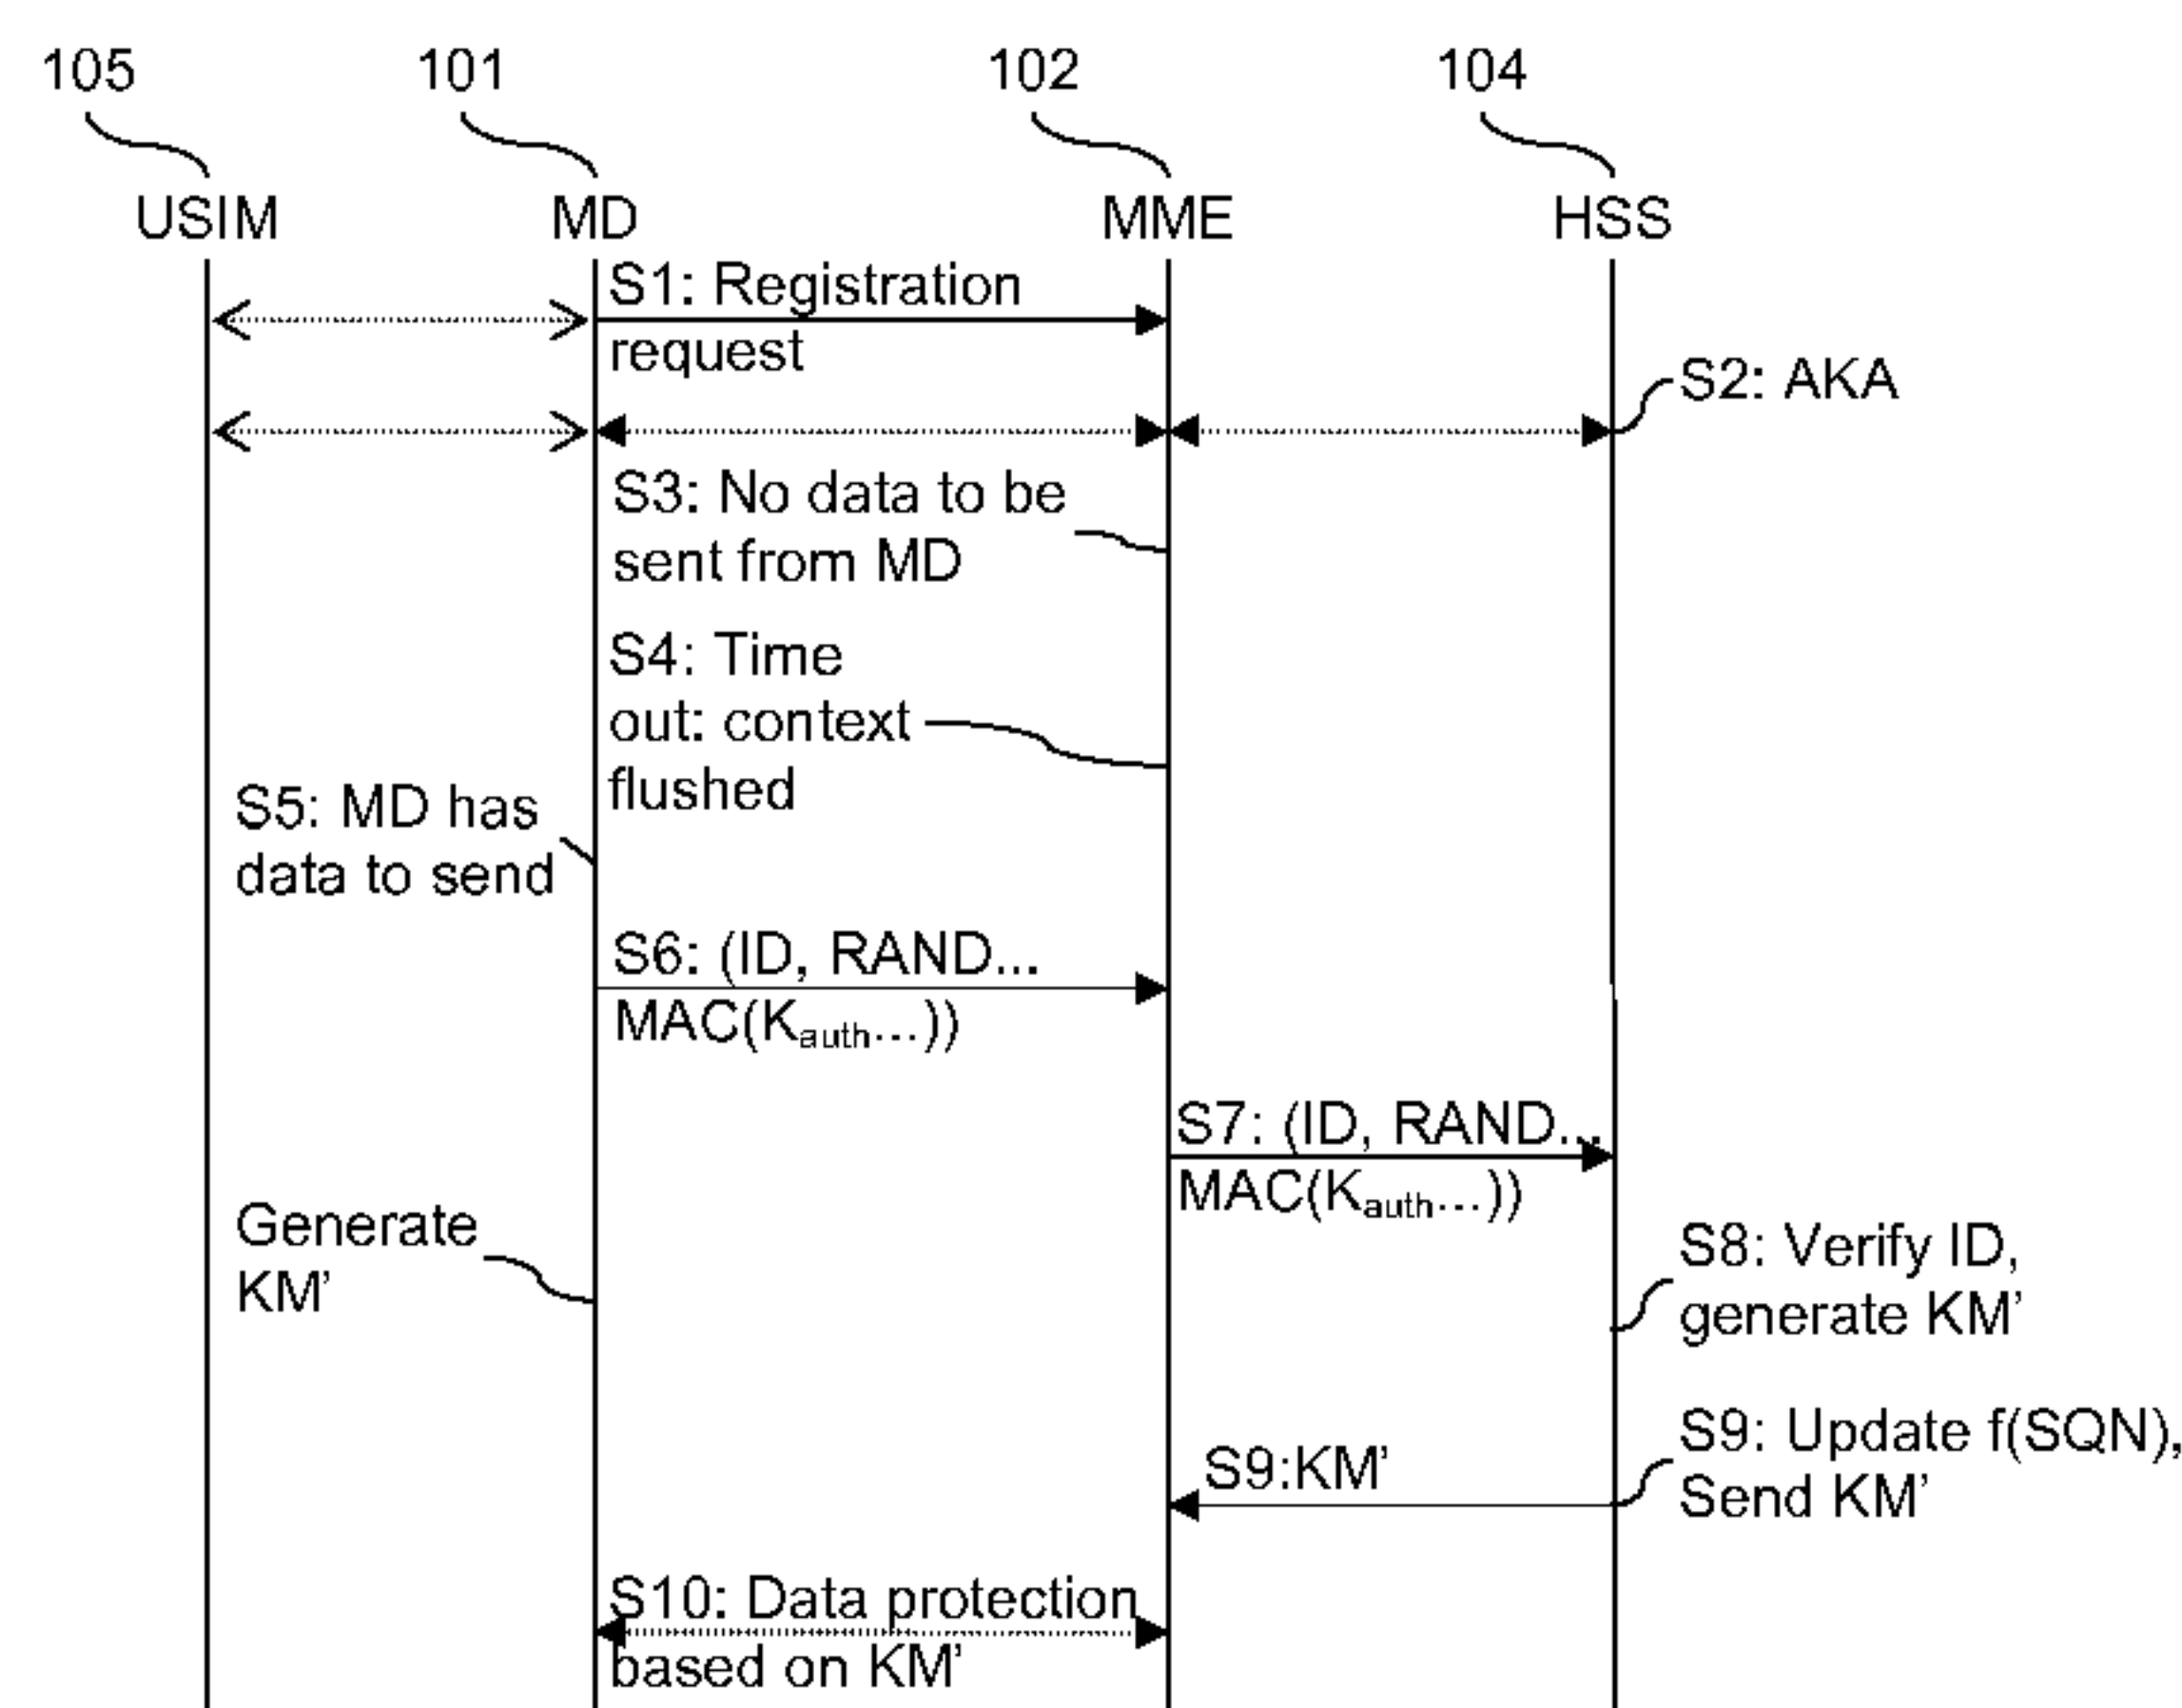 105
101
102
104
USIM
MD
MME
HSS
S1: Registration
request
S2: AKA
S3: No data to be
sent from MD
S4: Time
out: context
flushed
S5: MD has
data to send
S6: (ID, RAND...
MAC(Kauth...))
S7: (ID, RAND...
MAC(Kauth...))
Generate
KM'
S8: Verify ID,
generate KM'
S9: Update f(SQN),
Send KM'
S9:KM'
S10: Data protection
based on KM'